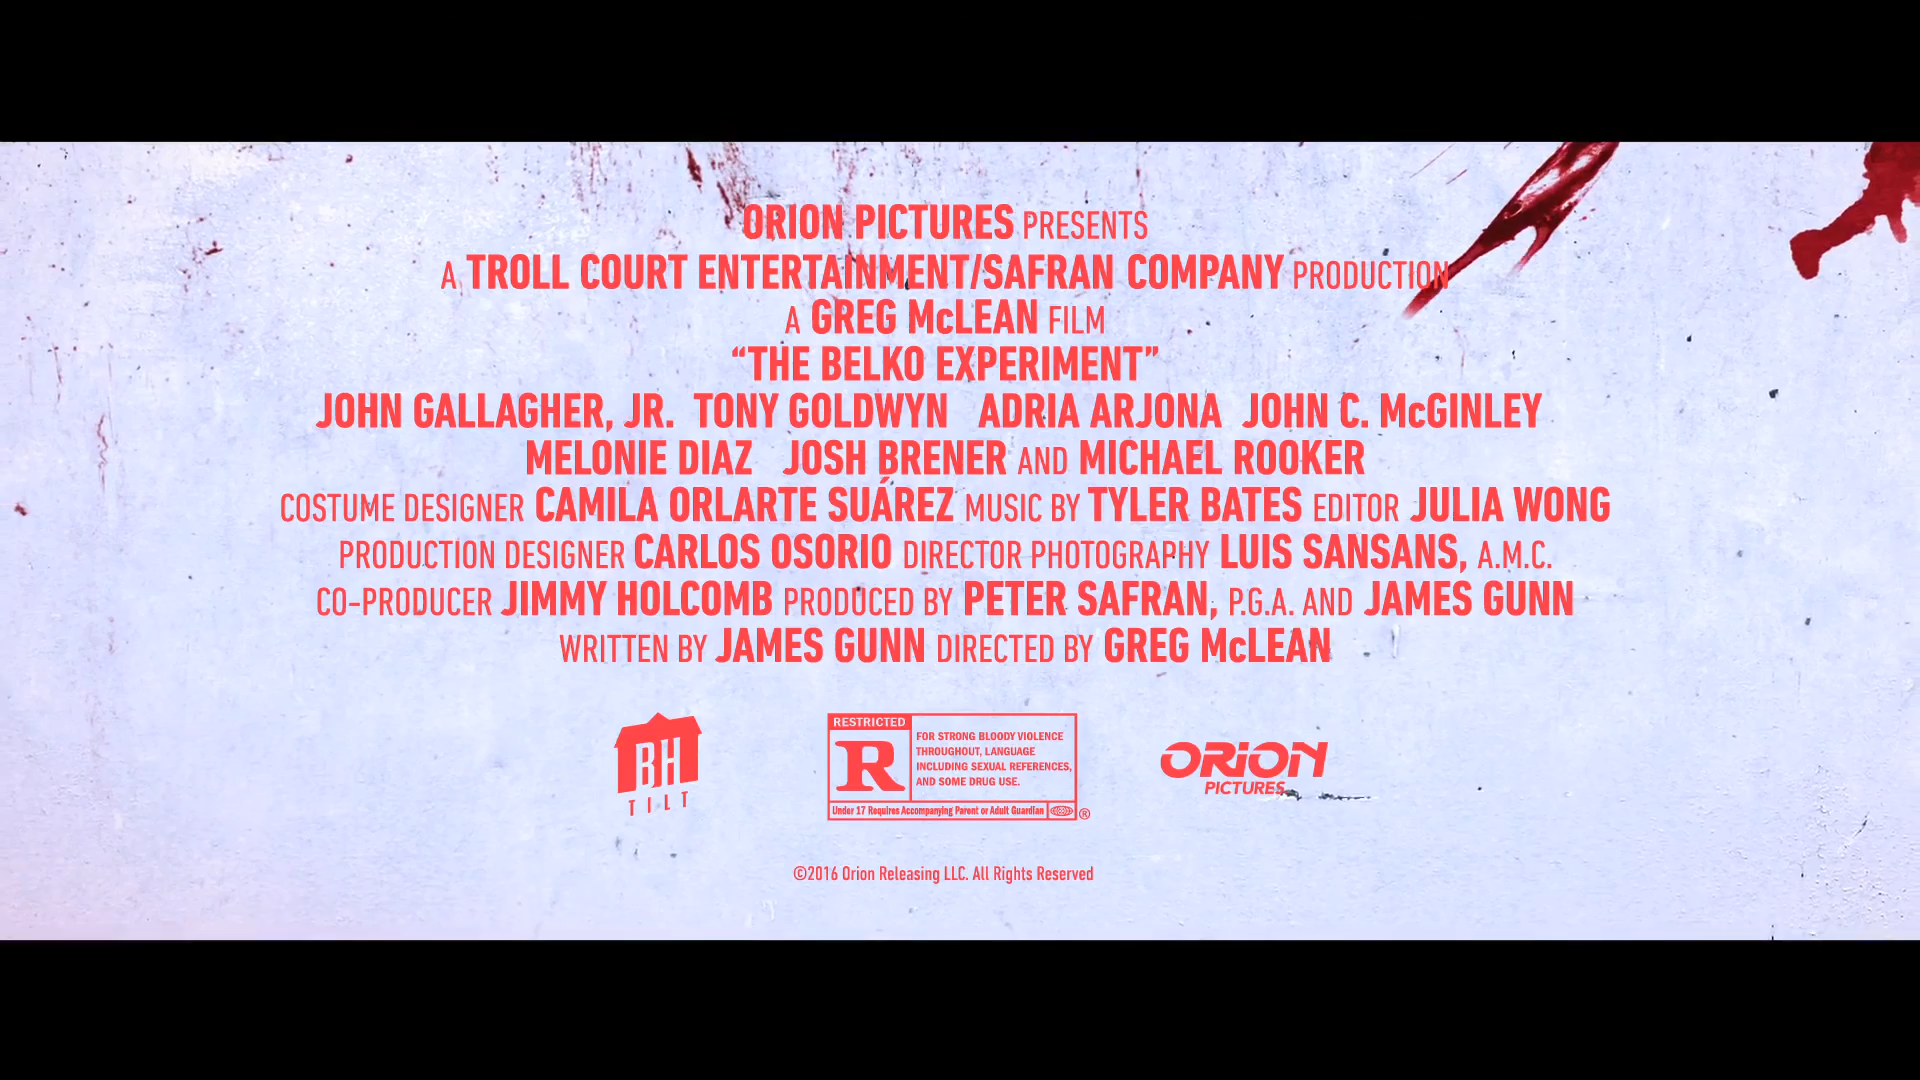 ORION PICTURES PRESENTS
A TROLL COURT ENTERTAINMENT/SAFRAN COMPANY PRODUCTION
A GREG McLEAN FILM
“THE BELKO EXPERIMENT”
JOHN GALLAGHER, JR. TONY GOLDWYN ADRIA ARJONA JOHN C. McGINLEY
MELONIE DIAZ JOSH BRENER AND MICHAEL ROOKER
COSTUME DESIGNER CAMILA ORLARTE SUÁREZ MUSIC BY TYLER BATES EDITOR JULIA WONG
PRODUCTION DESIGNER CARLOS OSORIO DIRECTOR PHOTOGRAPHY LUIS SANSANS, A.M.C.
CO-PRODUCER JIMMY HOLCOMB PRODUCED BY PETER SAFRAN, P.G.A. AND JAMES GUNN
WRITTEN BY JAMES GUNN DIRECTED BY GREG McLEAN
BH
TILT
RESTRICTED
R
FOR STRONG BLOODY VIOLENCE
THROUGHOUT, LANGUAGE
INCLUDING SEXUAL REFERENCES,
AND SOME DRUG USE.
Under 17 Requires Accompanying Parent or Adult Guardian
®
ORION
PICTURES
©2016 Orion Releasing LLC. All Rights Reserved